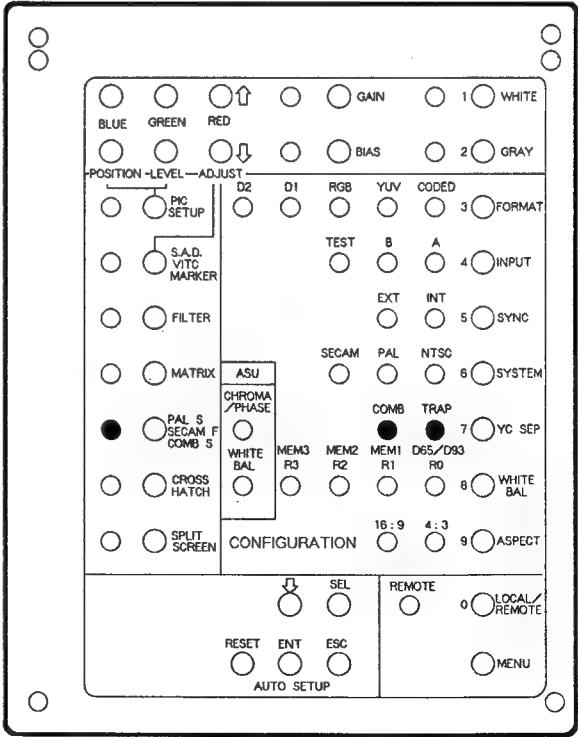 GAIN 1 WHITE
BLUE GREEN RED
BIAS 2 GRAY
POSITION LEVEL ADJUST
D2 D1 RGB YUV CODED
PIC
SETUP
3 FORMAT
TEST B A
S.A.D.
VITC
MARKER
4 INPUT
EXT INT
FILTER
5 SYNC
SECAM PAL NTSC
MATRIX
ASU
6 SYSTEM
CHROMA
/PHASE
COMB TRAP
PAL S
SECAM F
COMB S
7 YC SEP
WHITE
BAL
MEM3 MEM2 MEM1 D65/D93
R3 R2 R1 R0
CROSS
HATCH
8 WHITE
BAL
16:9 4:3
SPLIT
SCREEN
CONFIGURATION
9 ASPECT
SEL REMOTE
0 LOCAL/
REMOTE
RESET ENT ESC
MENU
AUTO SETUP